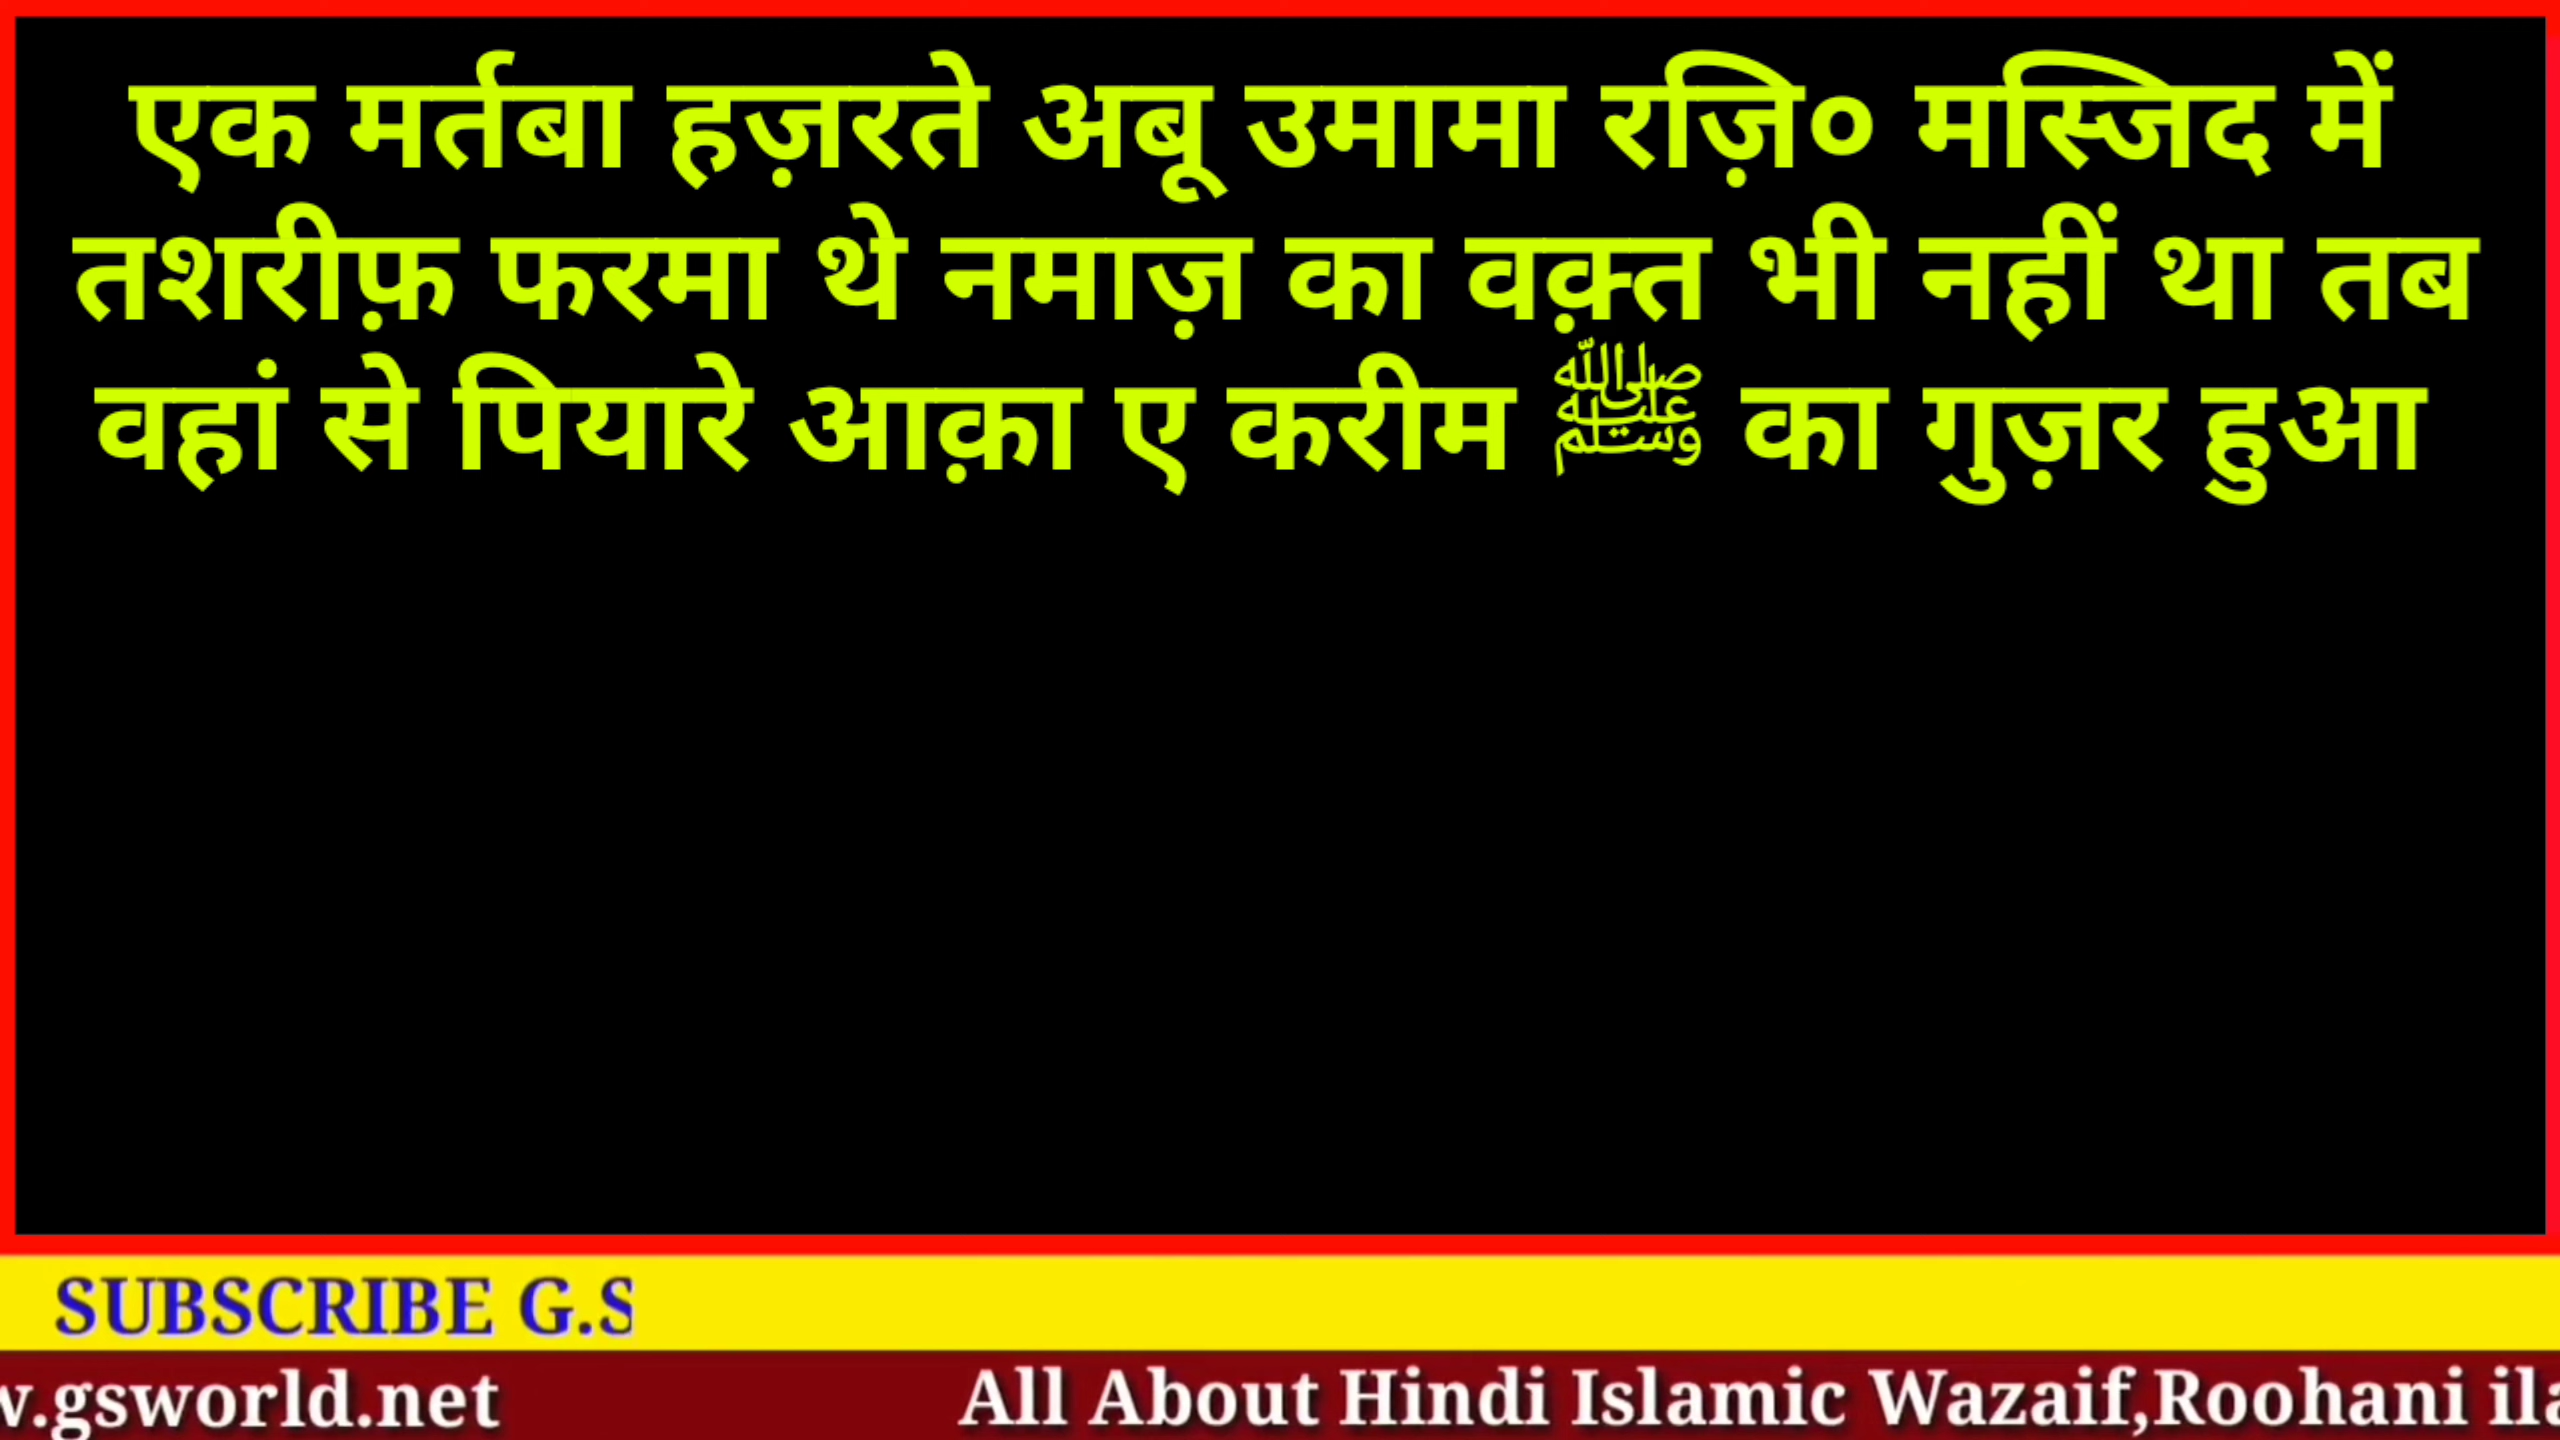 एक मर्तबा हज़रते अबू उमामा रज़ि० मस्जिद में
तशरीफ़ फरमा थे नमाज़ का वक़्त भी नहीं था तब
वहां से पियारे आक़ा ए करीम ﷺ का गुज़र हुआ
SUBSCRIBE G.S
w.gsworld.net All About Hindi Islamic Wazaif,Roohani